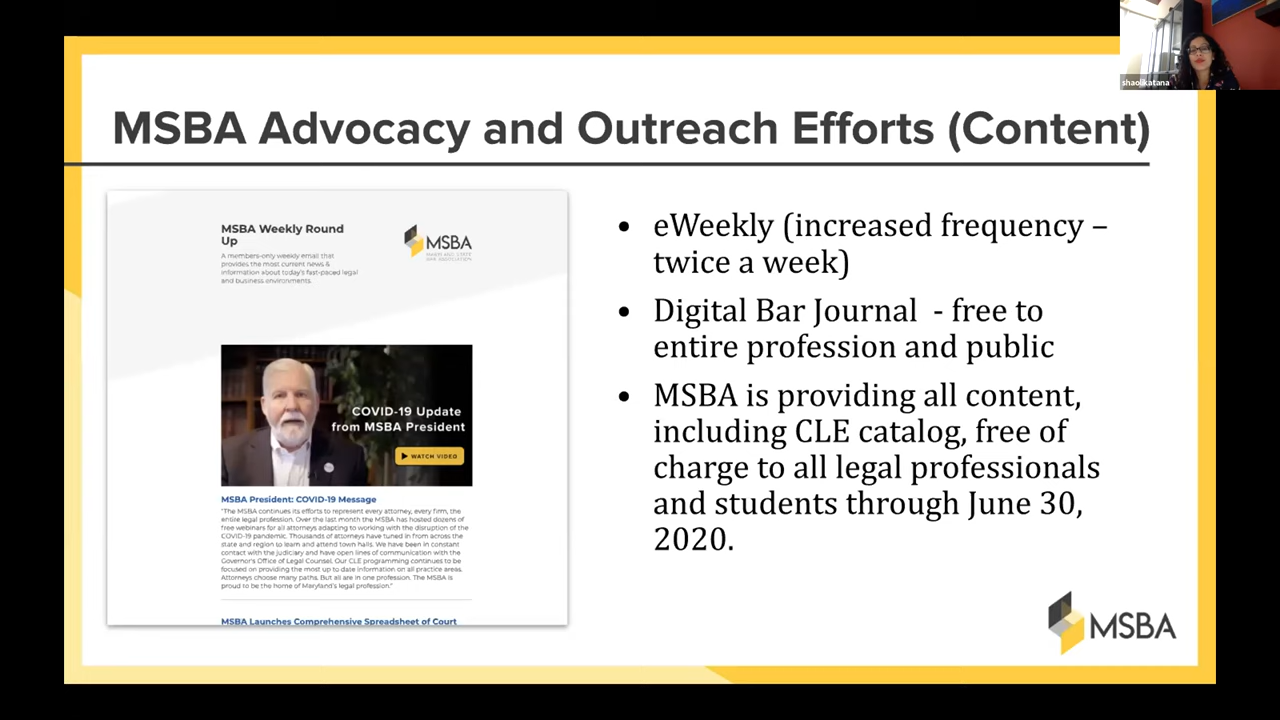 shaolikatana
MSBA Advocacy and Outreach Efforts (Content)
MSBA Weekly Round
Up
A members-only weekly email that
provides the most current news &
information about today's fast-paced legal
and business environments.
MSBA
MARYLAND STATE
BAR ASSOCIATION
COVID-19 Update
from MSBA President
WATCH VIDEO
MSBA President: COVID-19 Message
"The MSBA continues its efforts to represent every attorney, every firm, the
entire legal profession. Over the last month the MSBA has hosted dozens of
free webinars for all attorneys adapting to working with the disruption of the
COVID-19 pandemic. Thousands of attorneys have tuned in from across the
state and region to learn and attend town halls. We have been in constant
contact with the judiciary and have open lines of communication with the
Governor's Office of Legal Counsel. Our CLE programming continues to be
focused on providing the most up to date information on all practice areas.
Attorneys choose many paths. But all are in one profession. The MSBA is
proud to be the home of Maryland's legal profession."
MSBA Launches Comprehensive Spreadsheet of Court
• eWeekly (increased frequency –
twice a week)
• Digital Bar Journal - free to
entire profession and public
• MSBA is providing all content,
including CLE catalog, free of
charge to all legal professionals
and students through June 30,
2020.
MSBA